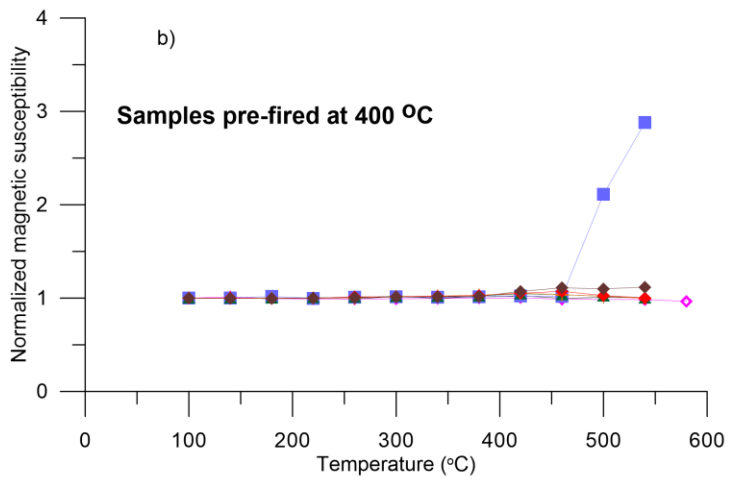 b)
Samples pre-fired at 400 ºC
Normalized magnetic susceptibility
4
3
2
1
0
0 100 200 300 400 500 600
Temperature (ºC)